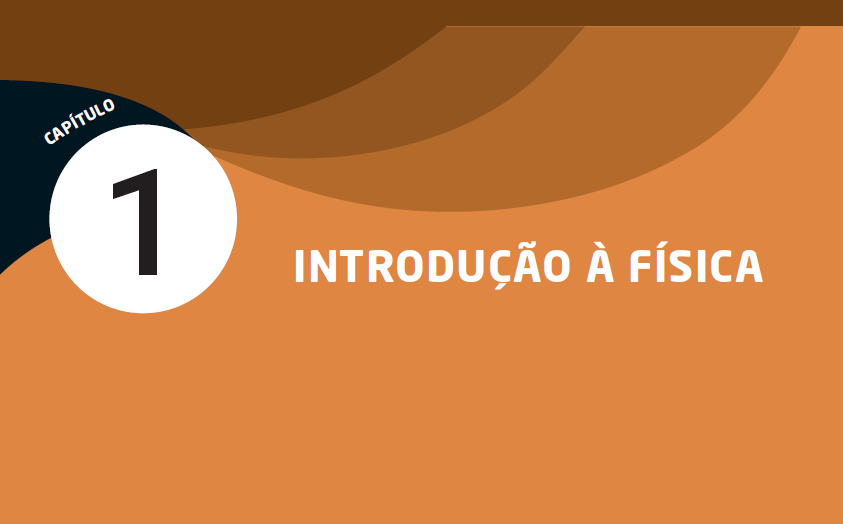 CAPÍTULO
1
INTRODUÇÃO À FÍSICA